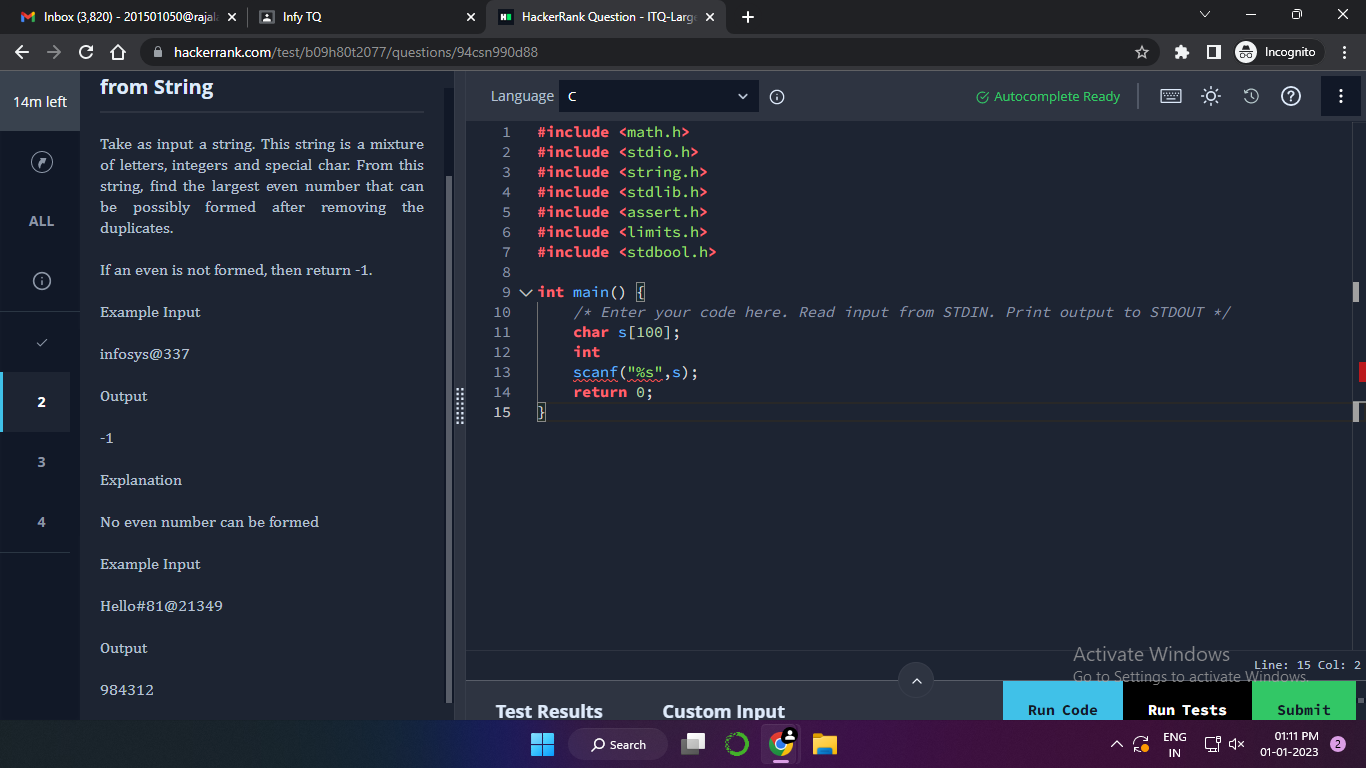 Inbox (3,820) - 201501050@rajal
Infy TQ
HackerRank Question - ITQ-Larg
hackerrank.com/test/b09h80t2077/questions/94csn990d88
Incognito
14m left
ALL
2
3
4
from String
Take as input a string. This string is a mixture
of letters, integers and special char. From this
string, find the largest even number that can
be possibly formed after removing the
duplicates.
If an even is not formed, then return -1.
Example Input
infosys@337
Output
-1
Explanation
No even number can be formed
Example Input
Hello#81@21349
Output
984312
Language C
Autocomplete Ready
1 #include <math.h>
2 #include <stdio.h>
3 #include <string.h>
4 #include <stdlib.h>
5 #include <assert.h>
6 #include <limits.h>
7 #include <stdbool.h>
8
9 int main() {
10 /* Enter your code here. Read input from STDIN. Print output to STDOUT */
11 char s[100];
12 int
13 scanf("%s",s);
14 return 0;
15 }
Activate Windows
Go to Settings to activate Windows.
Line: 15 Col: 2
Test Results
Custom Input
Run Code
Run Tests
Submit
Search
ENG
IN
01:11 PM
01-01-2023
2